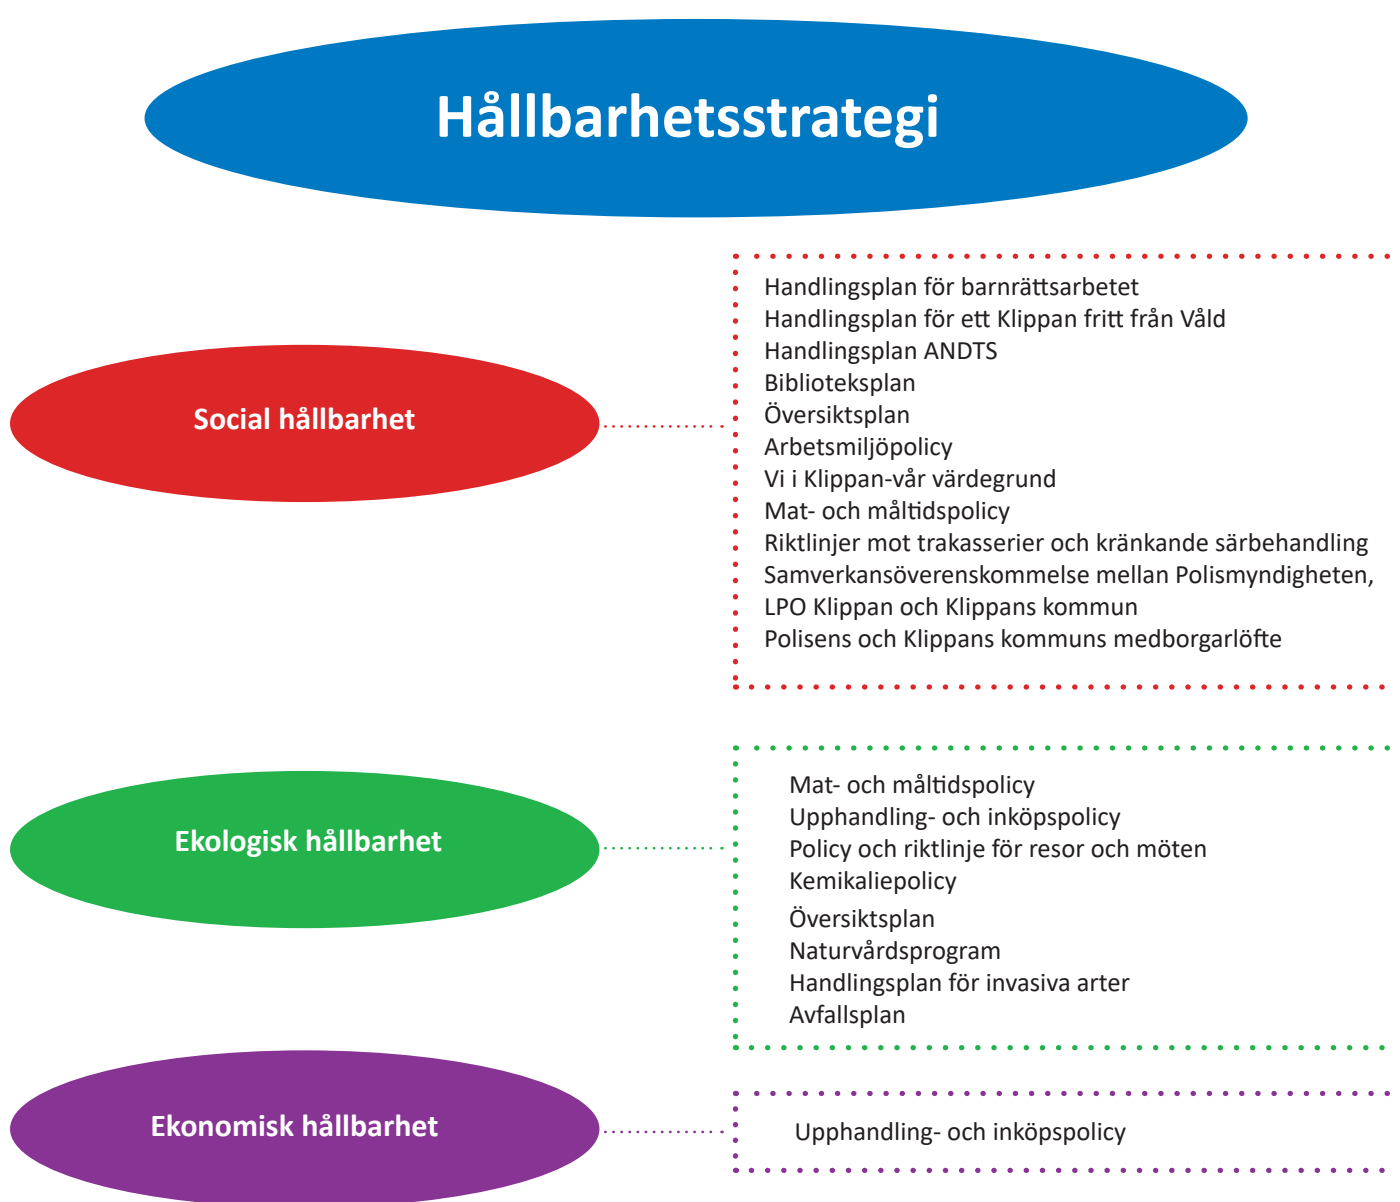 Hållbarhetsstrategi
Social hållbarhet
Handlingsplan för barnrättsarbetet
Handlingsplan för ett Klippan fritt från Våld
Handlingsplan ANDTS
Biblioteksplan
Översiktsplan
Arbetsmiljöpolicy
Vi i Klippan-vår värdegrund
Mat- och måltidspolicy
Riktlinjer mot trakasserier och kränkande särbehandling
Samverkansöverenskommelse mellan Polismyndigheten,
LPO Klippan och Klippans kommun
Polisens och Klippans kommuns medborgarlöfte
Ekologisk hållbarhet
Mat- och måltidspolicy
Upphandling- och inköpspolicy
Policy och riktlinje för resor och möten
Kemikaliepolicy
Översiktsplan
Naturvårdsprogram
Handlingsplan för invasiva arter
Avfallsplan
Ekonomisk hållbarhet
Upphandling- och inköpspolicy